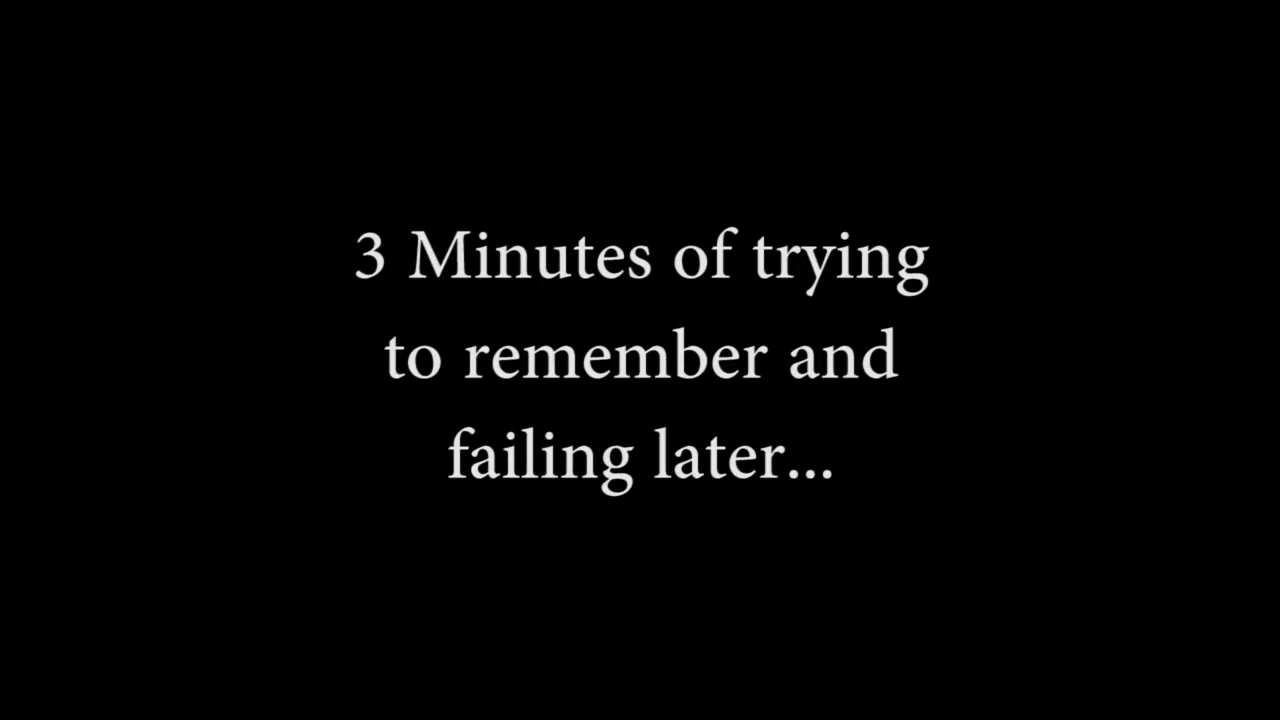 3 Minutes of trying
to remember and
failing later...